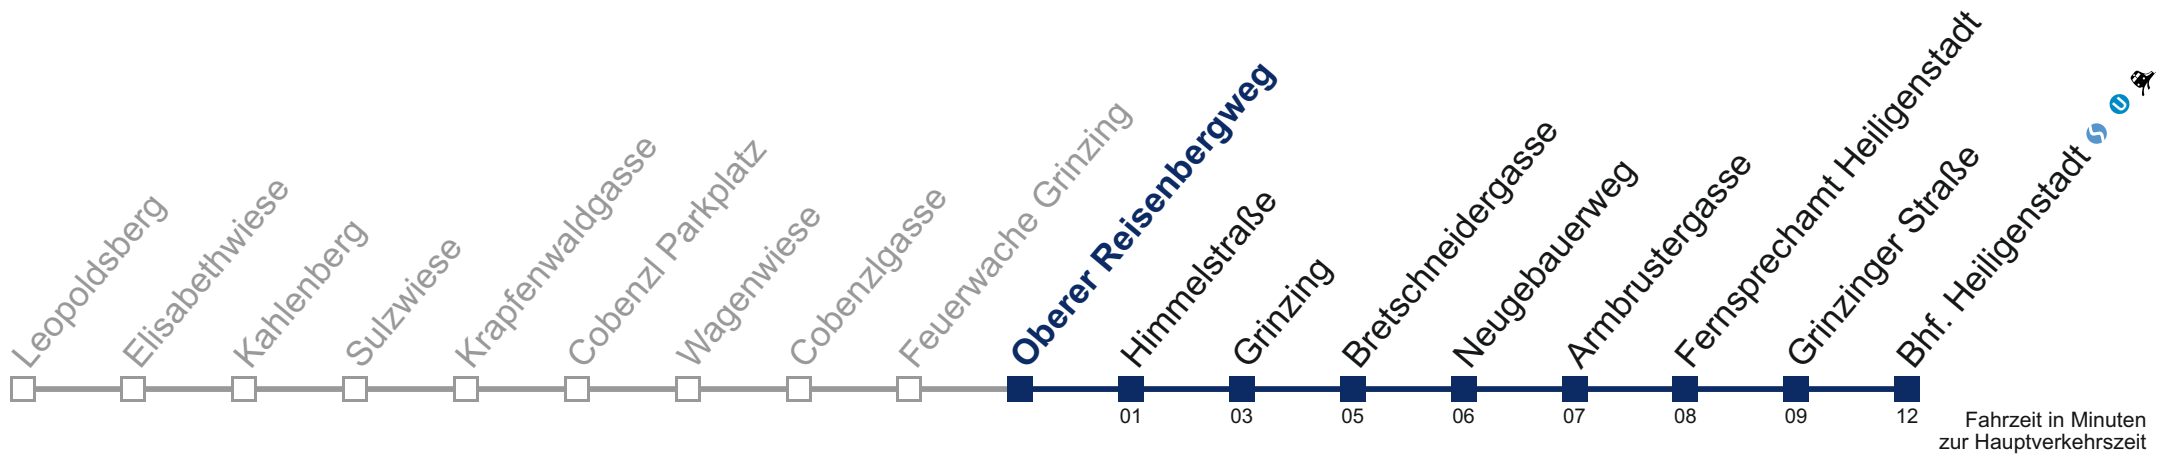 Leopoldsberg
Elisabethwiese
Kahlenberg
Sulzwiese
Krapfenwaldgasse
Cobenzl Parkplatz
Wagenwiese
Cobenzlgasse
Feuerwache Grinzing
Oberer Reisenbergweg
Himmelstraße
Grinzing
Bretschneidergasse
Neugebauerweg
Armbrustergasse
Fernsprechamt Heiligenstadt
Grinzinger Straße
Bhf. Heiligenstadt S U
01 03 05 06 07 08 09 12
Fahrzeit in Minuten
zur Hauptverkehrszeit